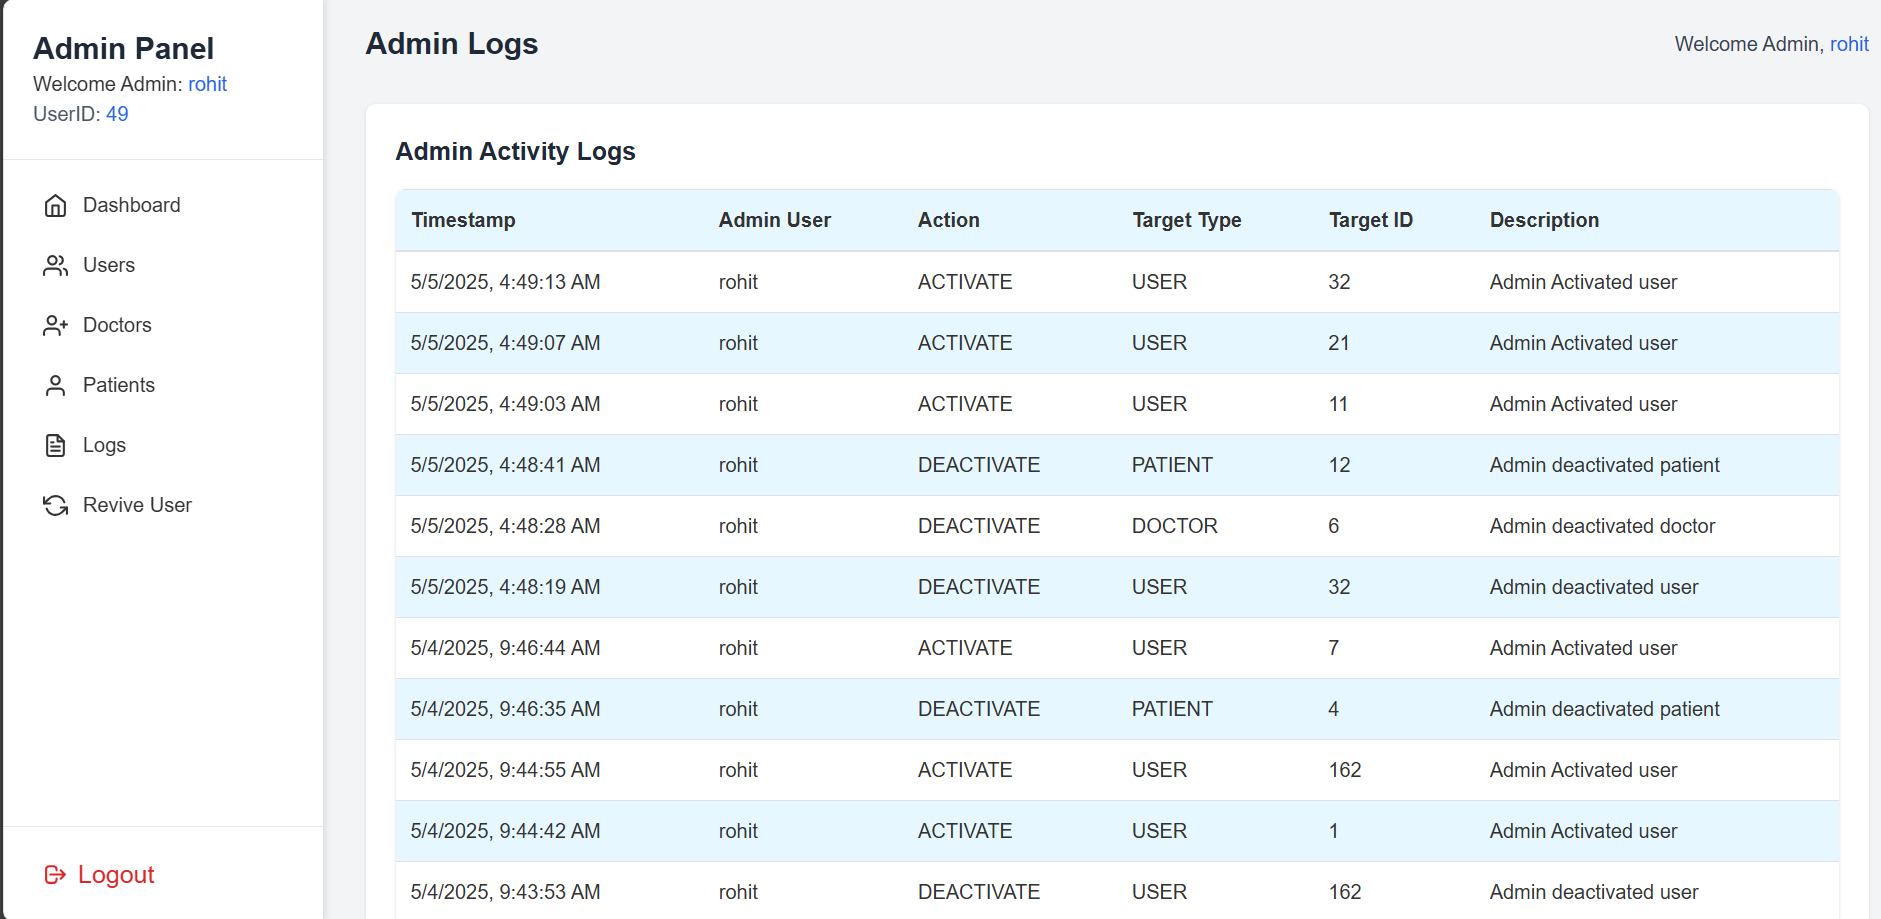 Admin Panel
Welcome Admin: rohit
UserID: 49
Dashboard
Users
Doctors
Patients
Logs
Revive User
Logout
Admin Logs
Welcome Admin, rohit
Admin Activity Logs
Timestamp Admin User Action Target Type Target ID Description
5/5/2025, 4:49:13 AM rohit ACTIVATE USER 32 Admin Activated user
5/5/2025, 4:49:07 AM rohit ACTIVATE USER 21 Admin Activated user
5/5/2025, 4:49:03 AM rohit ACTIVATE USER 11 Admin Activated user
5/5/2025, 4:48:41 AM rohit DEACTIVATE PATIENT 12 Admin deactivated patient
5/5/2025, 4:48:28 AM rohit DEACTIVATE DOCTOR 6 Admin deactivated doctor
5/5/2025, 4:48:19 AM rohit DEACTIVATE USER 32 Admin deactivated user
5/4/2025, 9:46:44 AM rohit ACTIVATE USER 7 Admin Activated user
5/4/2025, 9:46:35 AM rohit DEACTIVATE PATIENT 4 Admin deactivated patient
5/4/2025, 9:44:55 AM rohit ACTIVATE USER 162 Admin Activated user
5/4/2025, 9:44:42 AM rohit ACTIVATE USER 1 Admin Activated user
5/4/2025, 9:43:53 AM rohit DEACTIVATE USER 162 Admin deactivated user